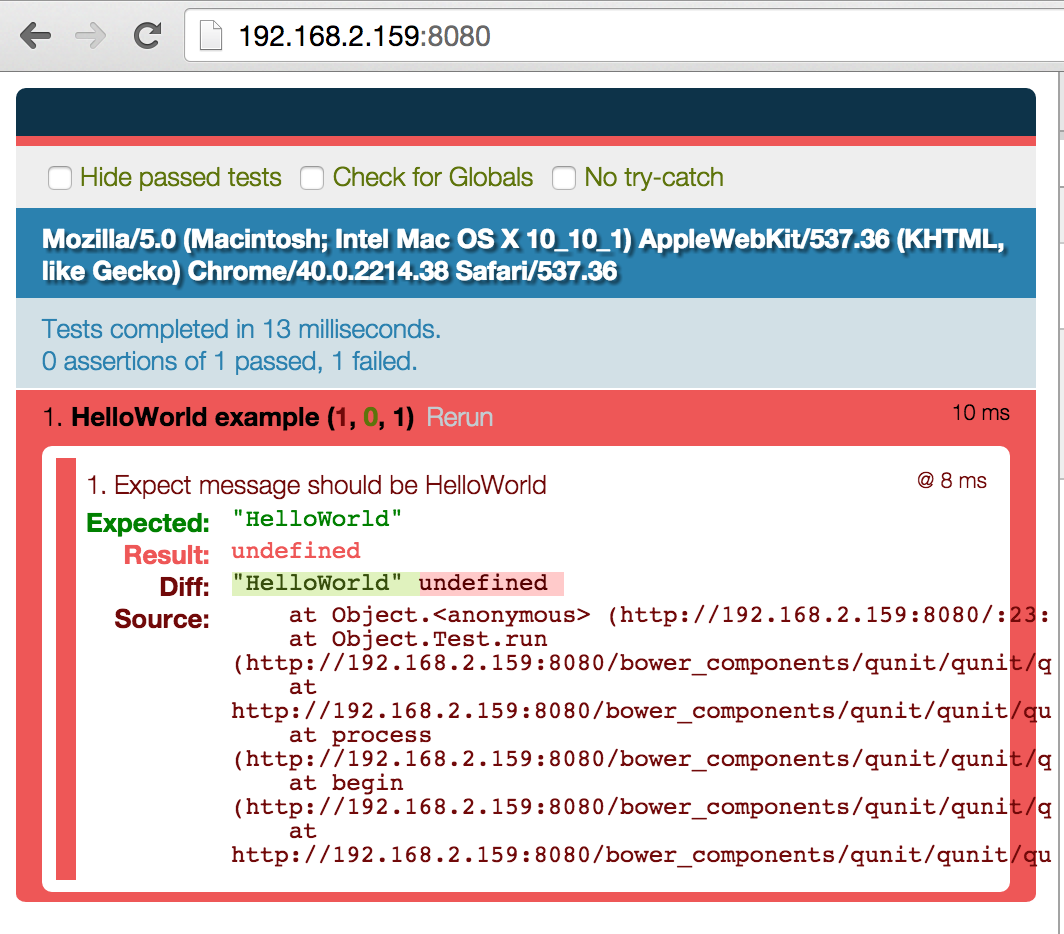 192.168.2.159:8080
Hide passed tests Check for Globals No try-catch
Mozilla/5.0 (Macintosh; Intel Mac OS X 10_10_1) AppleWebKit/537.36 (KHTML,
like Gecko) Chrome/40.0.2214.38 Safari/537.36
Tests completed in 13 milliseconds.
0 assertions of 1 passed, 1 failed.
1. HelloWorld example (1, 0, 1) Rerun 10 ms
1. Expect message should be HelloWorld @ 8 ms
Expected: "HelloWorld"
Result: undefined
Diff: "HelloWorld" undefined
Source: at Object.<anonymous> (http://192.168.2.159:8080/:23:
at Object.Test.run
(http://192.168.2.159:8080/bower_components/qunit/qunit/q
at
http://192.168.2.159:8080/bower_components/qunit/qunit/qu
at process
(http://192.168.2.159:8080/bower_components/qunit/qunit/q
at begin
(http://192.168.2.159:8080/bower_components/qunit/qunit/q
at
http://192.168.2.159:8080/bower_components/qunit/qunit/qu